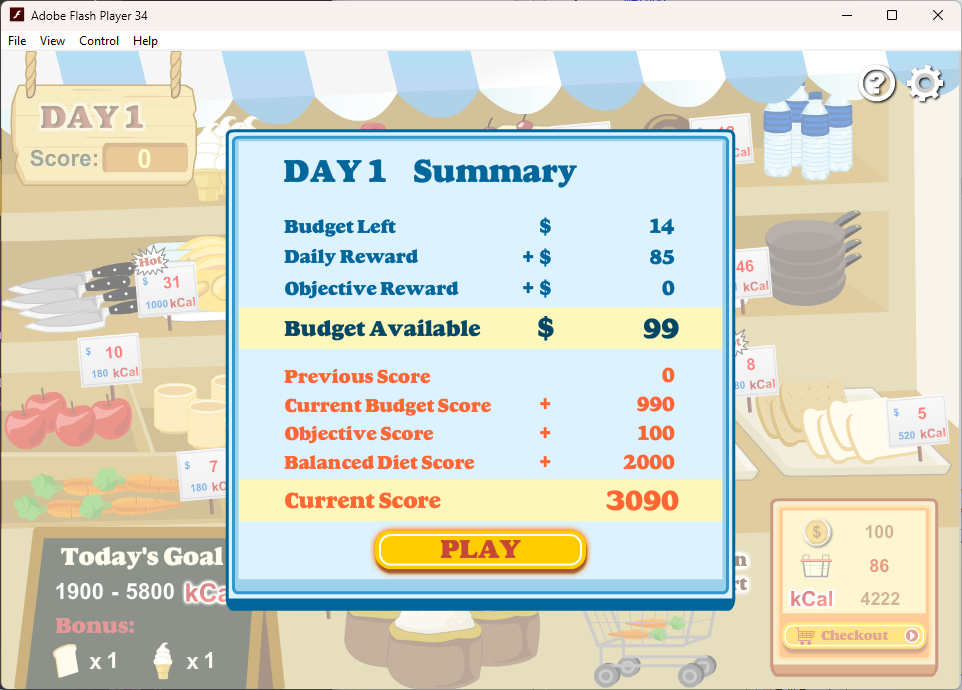 Adobe Flash Player 34
File View Control Help
DAY 1
Score: 0
DAY 1 Summary
Budget Left $ 14
Daily Reward + $ 85
Objective Reward + $ 0
Budget Available $ 99
Previous Score 0
Current Budget Score + 990
Objective Score + 100
Balanced Diet Score + 2000
Current Score 3090
PLAY
Hot
$ 31
1000 kCal
$ 10
180 kCal
$ 7
180 kC
46
kCal
8
80 kCal
$ 5
520 kCal
Today's Goal
1900 - 5800 kCa
Bonus:
x 1 x 1
$ 100
86
kCal 4222
Checkout